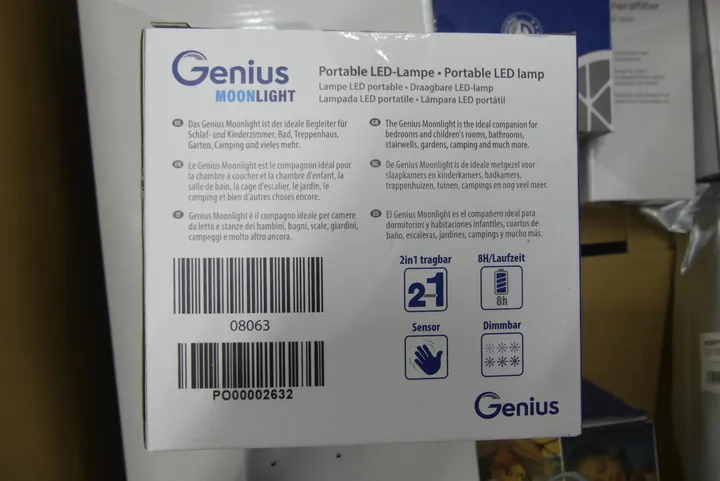 Genius
MOONLIGHT
Portable LED-Lampe • Portable LED lamp
Lampe LED portable • Draagbare LED-lamp
Lampada LED portatile • Lámpara LED portátil
DE Das Genius Moonlight ist der ideale Begleiter für
Schlaf- und Kinderzimmer, Bad, Treppenhaus,
Garten, Camping und vieles mehr.
GB The Genius Moonlight is the ideal companion for
bedrooms and children's rooms, bathrooms,
stairwells, gardens, camping and much more.
FR Le Genius Moonlight est le compagnon idéal pour
la chambre à coucher et la chambre d'enfant, la
salle de bain, la cage d'escalier, le jardin, le
camping et bien d'autres choses encore.
NL De Genius Moonlight is de ideale metgezel voor
slaapkamers en kinderkamers, badkamers,
trappenhuizen, tuinen, campings en nog veel meer.
IT Genius Moonlight è il compagno ideale per camere
da letto e stanze dei bambini, bagni, scale, giardini,
campeggi e molto altro ancora.
ES El Genius Moonlight es el compañero ideal para
dormitorios y habitaciones infantiles, cuartos de
baño, escaleras, jardines, campings y mucho más.
2in1 tragbar
8H/Laufzeit
2in1
8h
08063
Sensor
Dimmbar
PO00002632
Genius